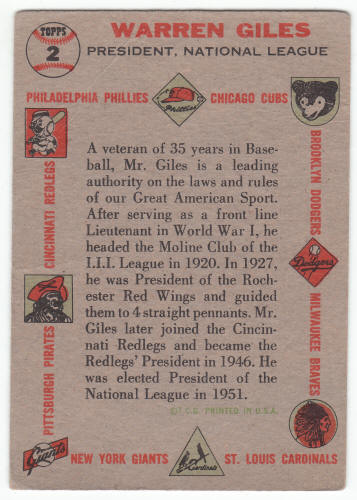 TOPPS
2
WARREN GILES
PRESIDENT, NATIONAL LEAGUE
PHILADELPHIA PHILLIES
Phillies
CHICAGO CUBS
CINCINNATI REDLEGS
BROOKLYN DODGERS
A veteran of 35 years in Base-
ball, Mr. Giles is a leading
authority on the laws and rules
of our Great American Sport.
After serving as a front line
Lieutenant in World War I, he
headed the Moline Club of the
I.I.I. League in 1920. In 1927,
he was President of the Roch-
ester Red Wings and guided
them to 4 straight pennants. Mr.
Giles later joined the Cincin-
nati Redlegs and became the
Redlegs' President in 1946. He
was elected President of the
National League in 1951.
©T.C.G. PRINTED IN U.S.A.
Dodgers
PITTSBURGH PIRATES
MILWAUKEE BRAVES
Giants
NEW YORK GIANTS
Cardinals
ST. LOUIS CARDINALS